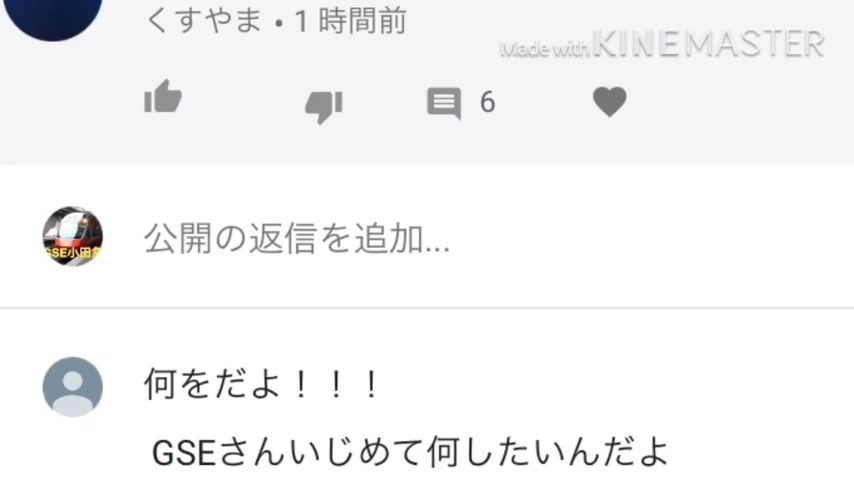 くすやま • 1 時間前
Made with KINEMASTER
6
公開の返信を追加...
何をだよ！！！
GSEさんいじめて何したいんだよ